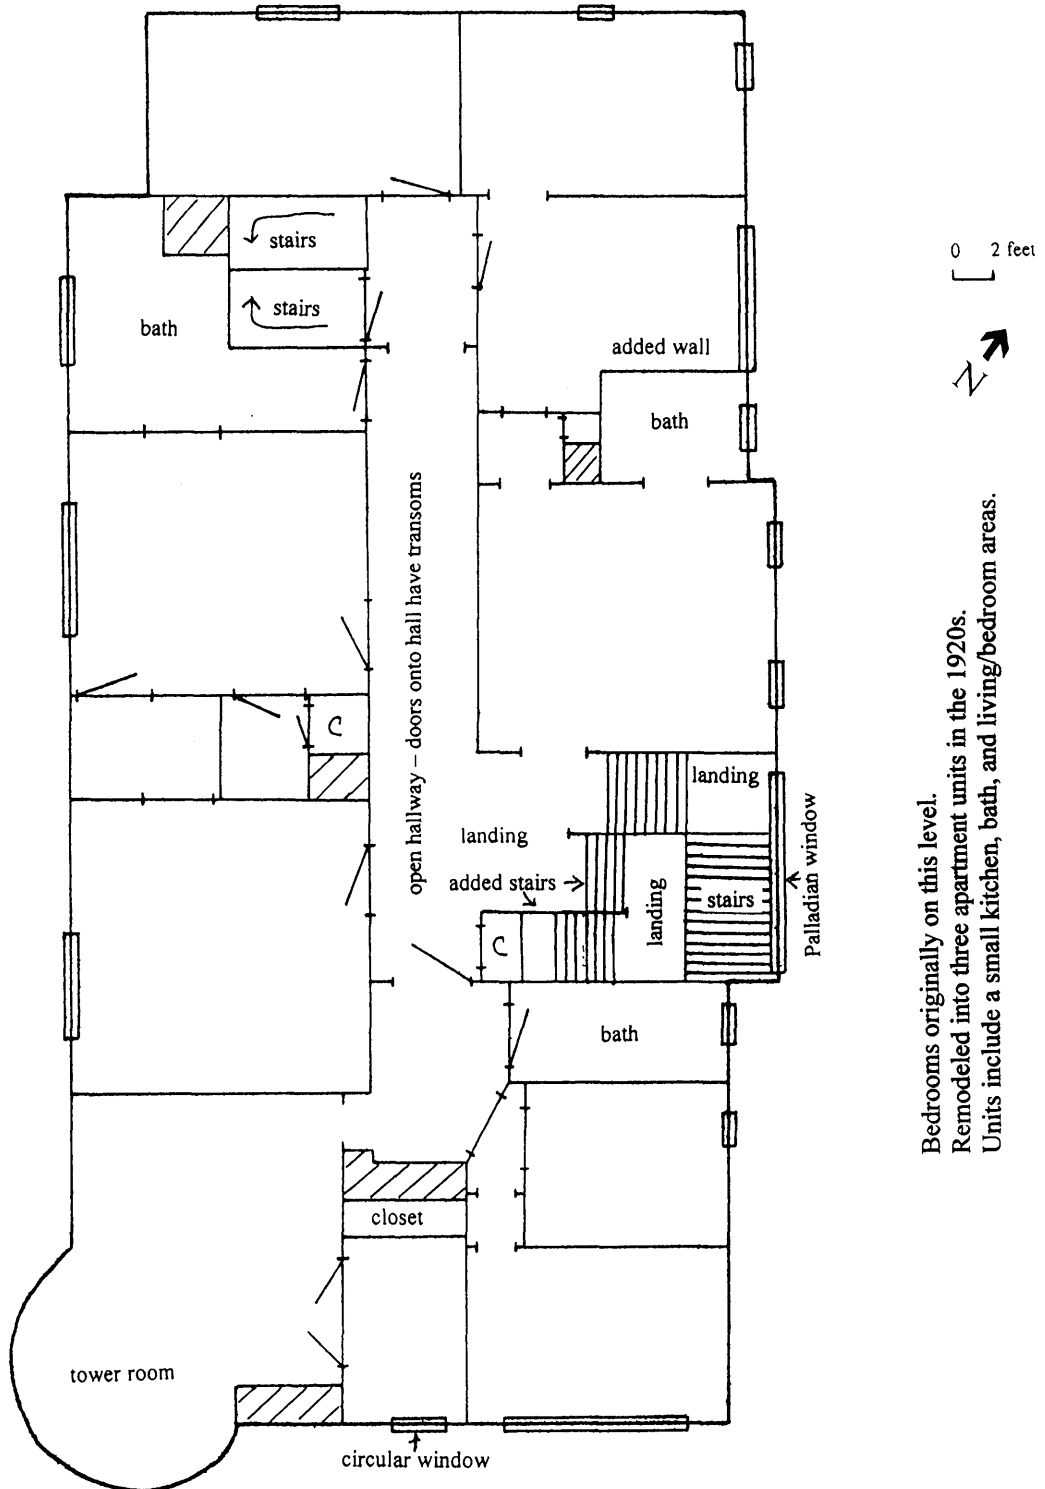 stairs
stairs
bath
added wall
bath
open hallway – doors onto hall have transoms
landing
landing
added stairs
C
C
landing
stairs
Palladian window
bath
closet
tower room
circular window
0 2 feet
N
Bedrooms originally on this level.
Remodeled into three apartment units in the 1920s.
Units include a small kitchen, bath, and living/bedroom areas.